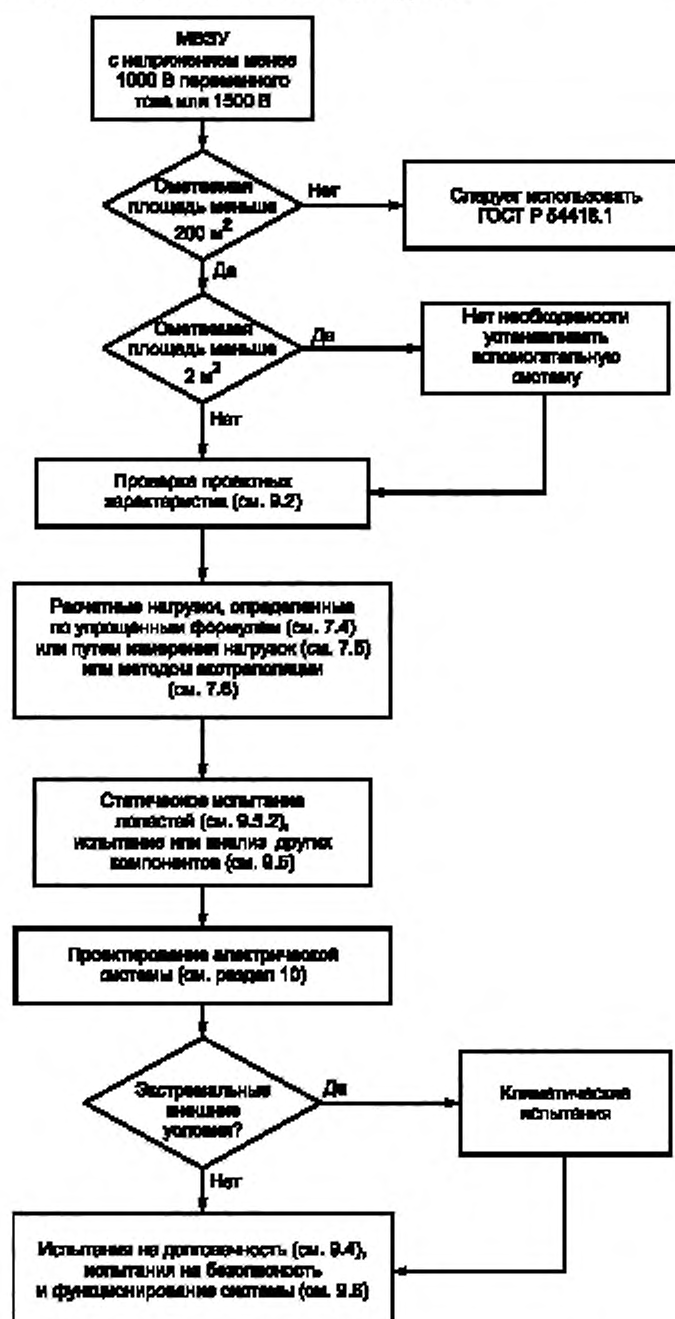 МВЭУ
с напряжением менее
1000 В переменного
тока или 1500 В
Ометаемая
площадь меньше
200 м²
Нет
Следует использовать
ГОСТ Р 54418.1
Да
Ометаемая
площадь меньше
2 м²
Да
Нет необходимости
устанавливать
вспомогательную
систему
Нет
Проверка проектных
характеристик (см. 9.2)
Расчетные нагрузки, определенные
по упрощенным формулам (см. 7.4)
или путем измерения нагрузок (см. 7.5)
или методом экстраполяции
(см. 7.6)
Статическое испытание
лопастей (см. 9.5.2),
испытание или анализ других
компонентов (см. 9.5)
Проектирование электрической
системы (см. раздел 10)
Экстремальные
внешние
условия?
Да
Климатические
испытания
Нет
Испытания на долговечность (см. 9.4),
испытания на безопасность
и функционирование системы (см. 9.6)